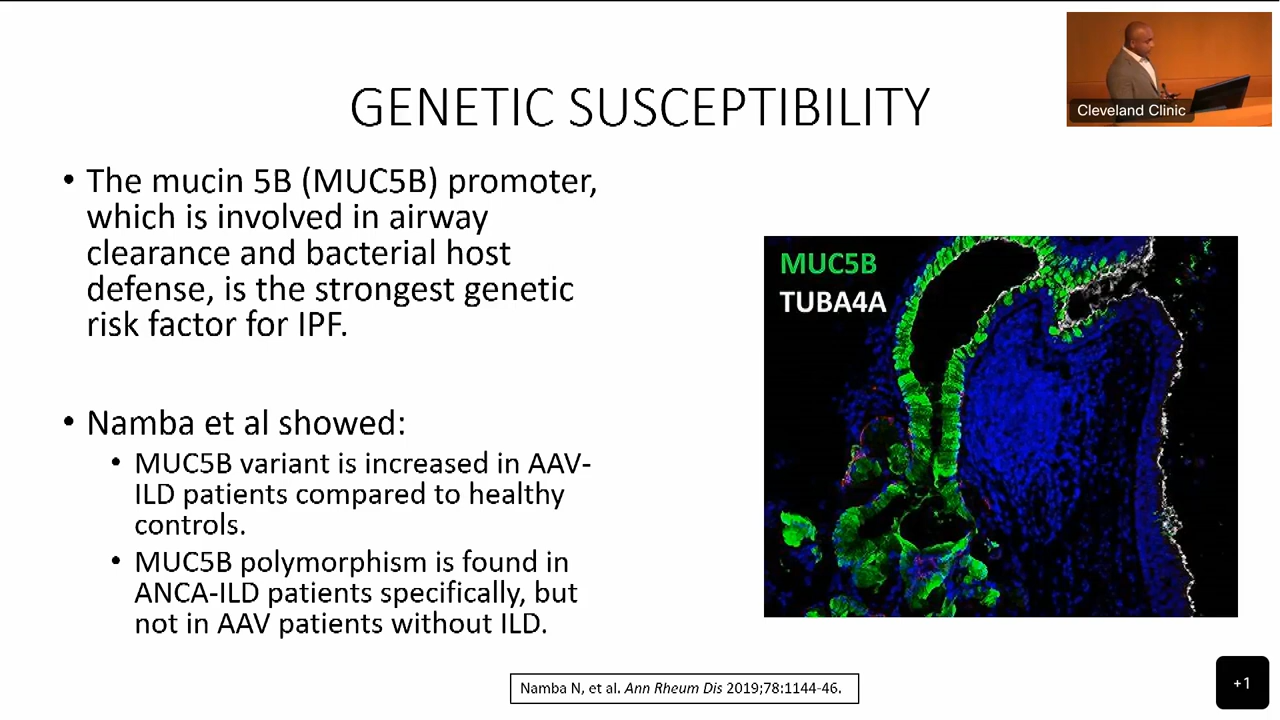 GENETIC SUSCEPTIBILITY
Cleveland Clinic
• The mucin 5B (MUC5B) promoter,
which is involved in airway
clearance and bacterial host
defense, is the strongest genetic
risk factor for IPF.
• Namba et al showed:
• MUC5B variant is increased in AAV-
ILD patients compared to healthy
controls.
• MUC5B polymorphism is found in
ANCA-ILD patients specifically, but
not in AAV patients without ILD.
MUC5B
TUBA4A
Namba N, et al. Ann Rheum Dis 2019;78:1144-46.
+1